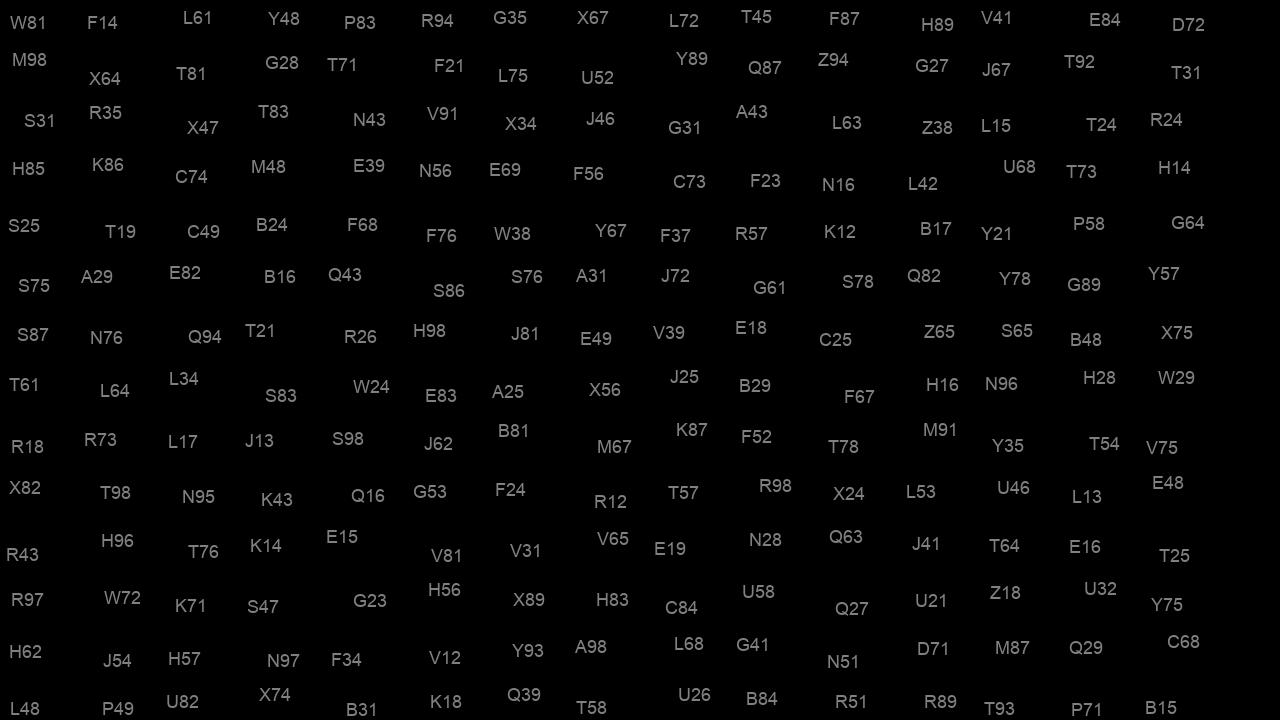 W81 F14 L61 Y48 P83 R94 G35 X67 L72 T45 F87 H89 V41 E84 D72
M98 X64 T81 G28 T71 F21 L75 U52 Y89 Q87 Z94 G27 J67 T92 T31
S31 R35 X47 T83 N43 V91 X34 J46 G31 A43 L63 Z38 L15 T24 R24
H85 K86 C74 M48 E39 N56 E69 F56 C73 F23 N16 L42 U68 T73 H14
S25 T19 C49 B24 F68 F76 W38 Y67 F37 R57 K12 B17 Y21 P58 G64
S75 A29 E82 B16 Q43 S86 S76 A31 J72 G61 S78 Q82 Y78 G89 Y57
S87 N76 Q94 T21 R26 H98 J81 E49 V39 E18 C25 Z65 S65 B48 X75
T61 L64 L34 S83 W24 E83 A25 X56 J25 B29 F67 H16 N96 H28 W29
R18 R73 L17 J13 S98 J62 B81 M67 K87 F52 T78 M91 Y35 T54 V75
X82 T98 N95 K43 Q16 G53 F24 R12 T57 R98 X24 L53 U46 L13 E48
R43 H96 T76 K14 E15 V81 V31 V65 E19 N28 Q63 J41 T64 E16 T25
R97 W72 K71 S47 G23 H56 X89 H83 C84 U58 Q27 U21 Z18 U32 Y75
H62 J54 H57 N97 F34 V12 Y93 A98 L68 G41 N51 D71 M87 Q29 C68
L48 P49 U82 X74 B31 K18 Q39 T58 U26 B84 R51 R89 T93 P71 B15